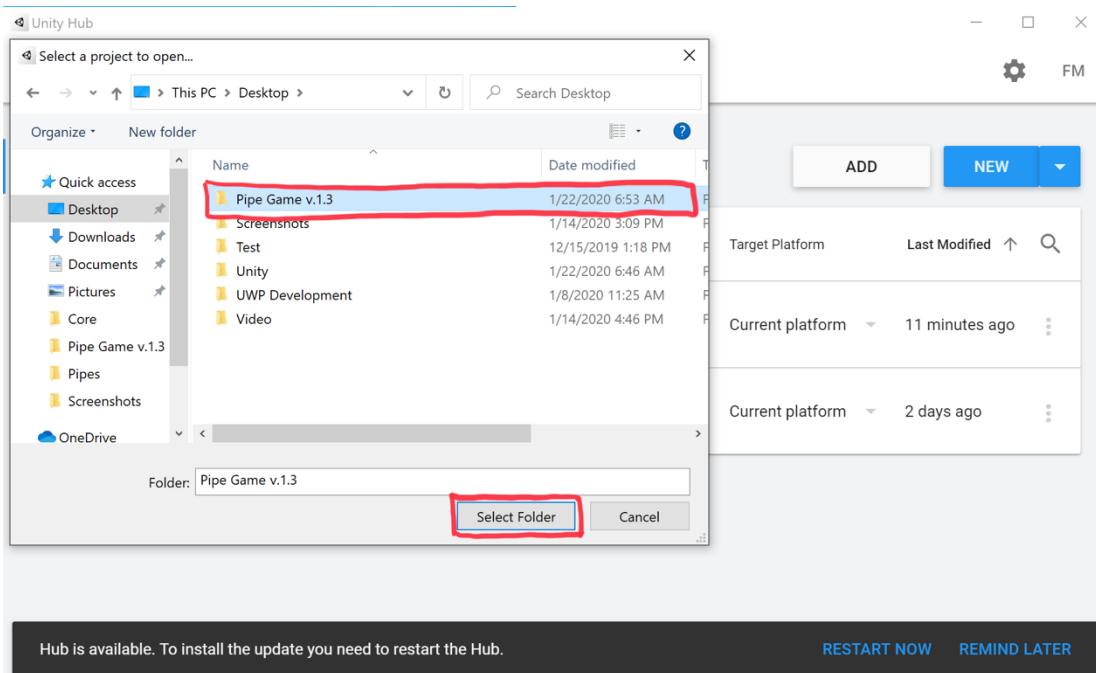 Unity Hub
Select a project to open...
FM
This PC > Desktop >
Search Desktop
Organize
New folder
?
ADD
NEW
Name
Date modified
Quick access
Desktop
Downloads
Documents
Pictures
Core
Pipe Game v.1.3
Pipes
Screenshots
OneDrive
Pipe Game v.1.3 1/22/2020 6:53 AM
Screenshots 1/14/2020 3:09 PM
Test 12/15/2019 1:18 PM
Unity 1/22/2020 6:46 AM
UWP Development 1/8/2020 11:25 AM
Video 1/14/2020 4:46 PM
Target Platform
Last Modified
Current platform 11 minutes ago
Current platform 2 days ago
Folder: Pipe Game v.1.3
Select Folder
Cancel
Hub is available. To install the update you need to restart the Hub.
RESTART NOW
REMIND LATER